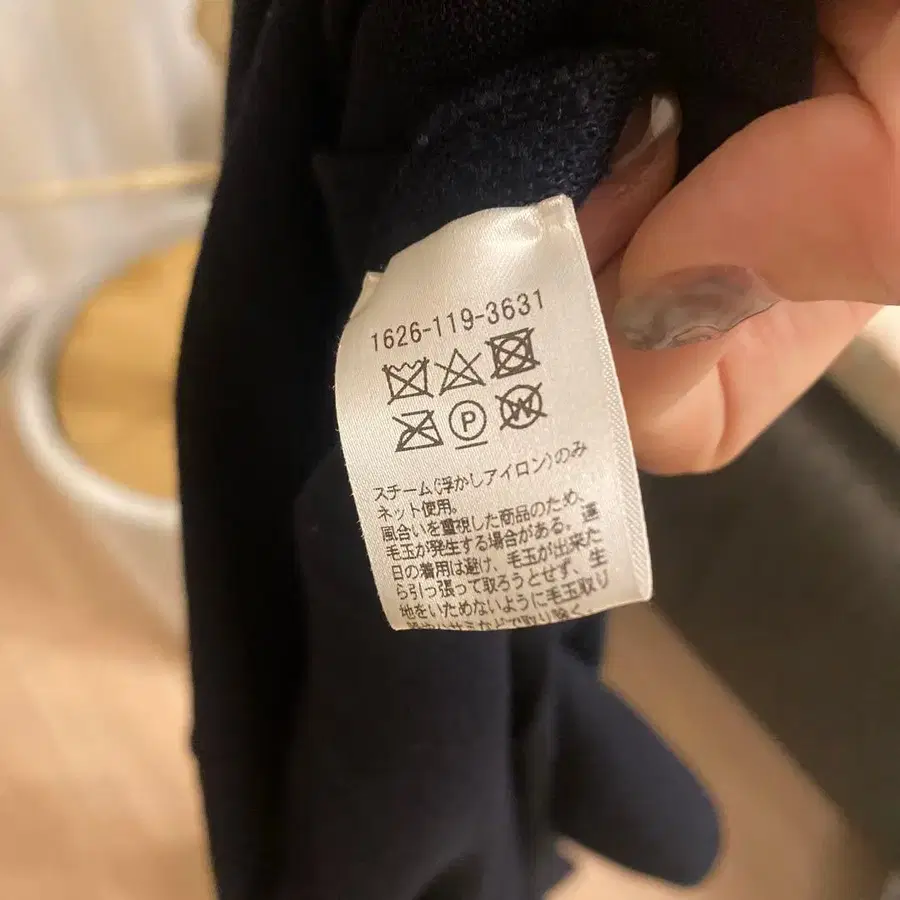 1626-119-3631
P W
スチーム(浮かしアイロン)のみ
ネット使用。
風合いを重視した商品のため、
毛玉が発生する場合がある。連
日の着用は避け、毛玉が出来た
ら引っ張って取ろうとせず、生
地をいためないように毛玉取り